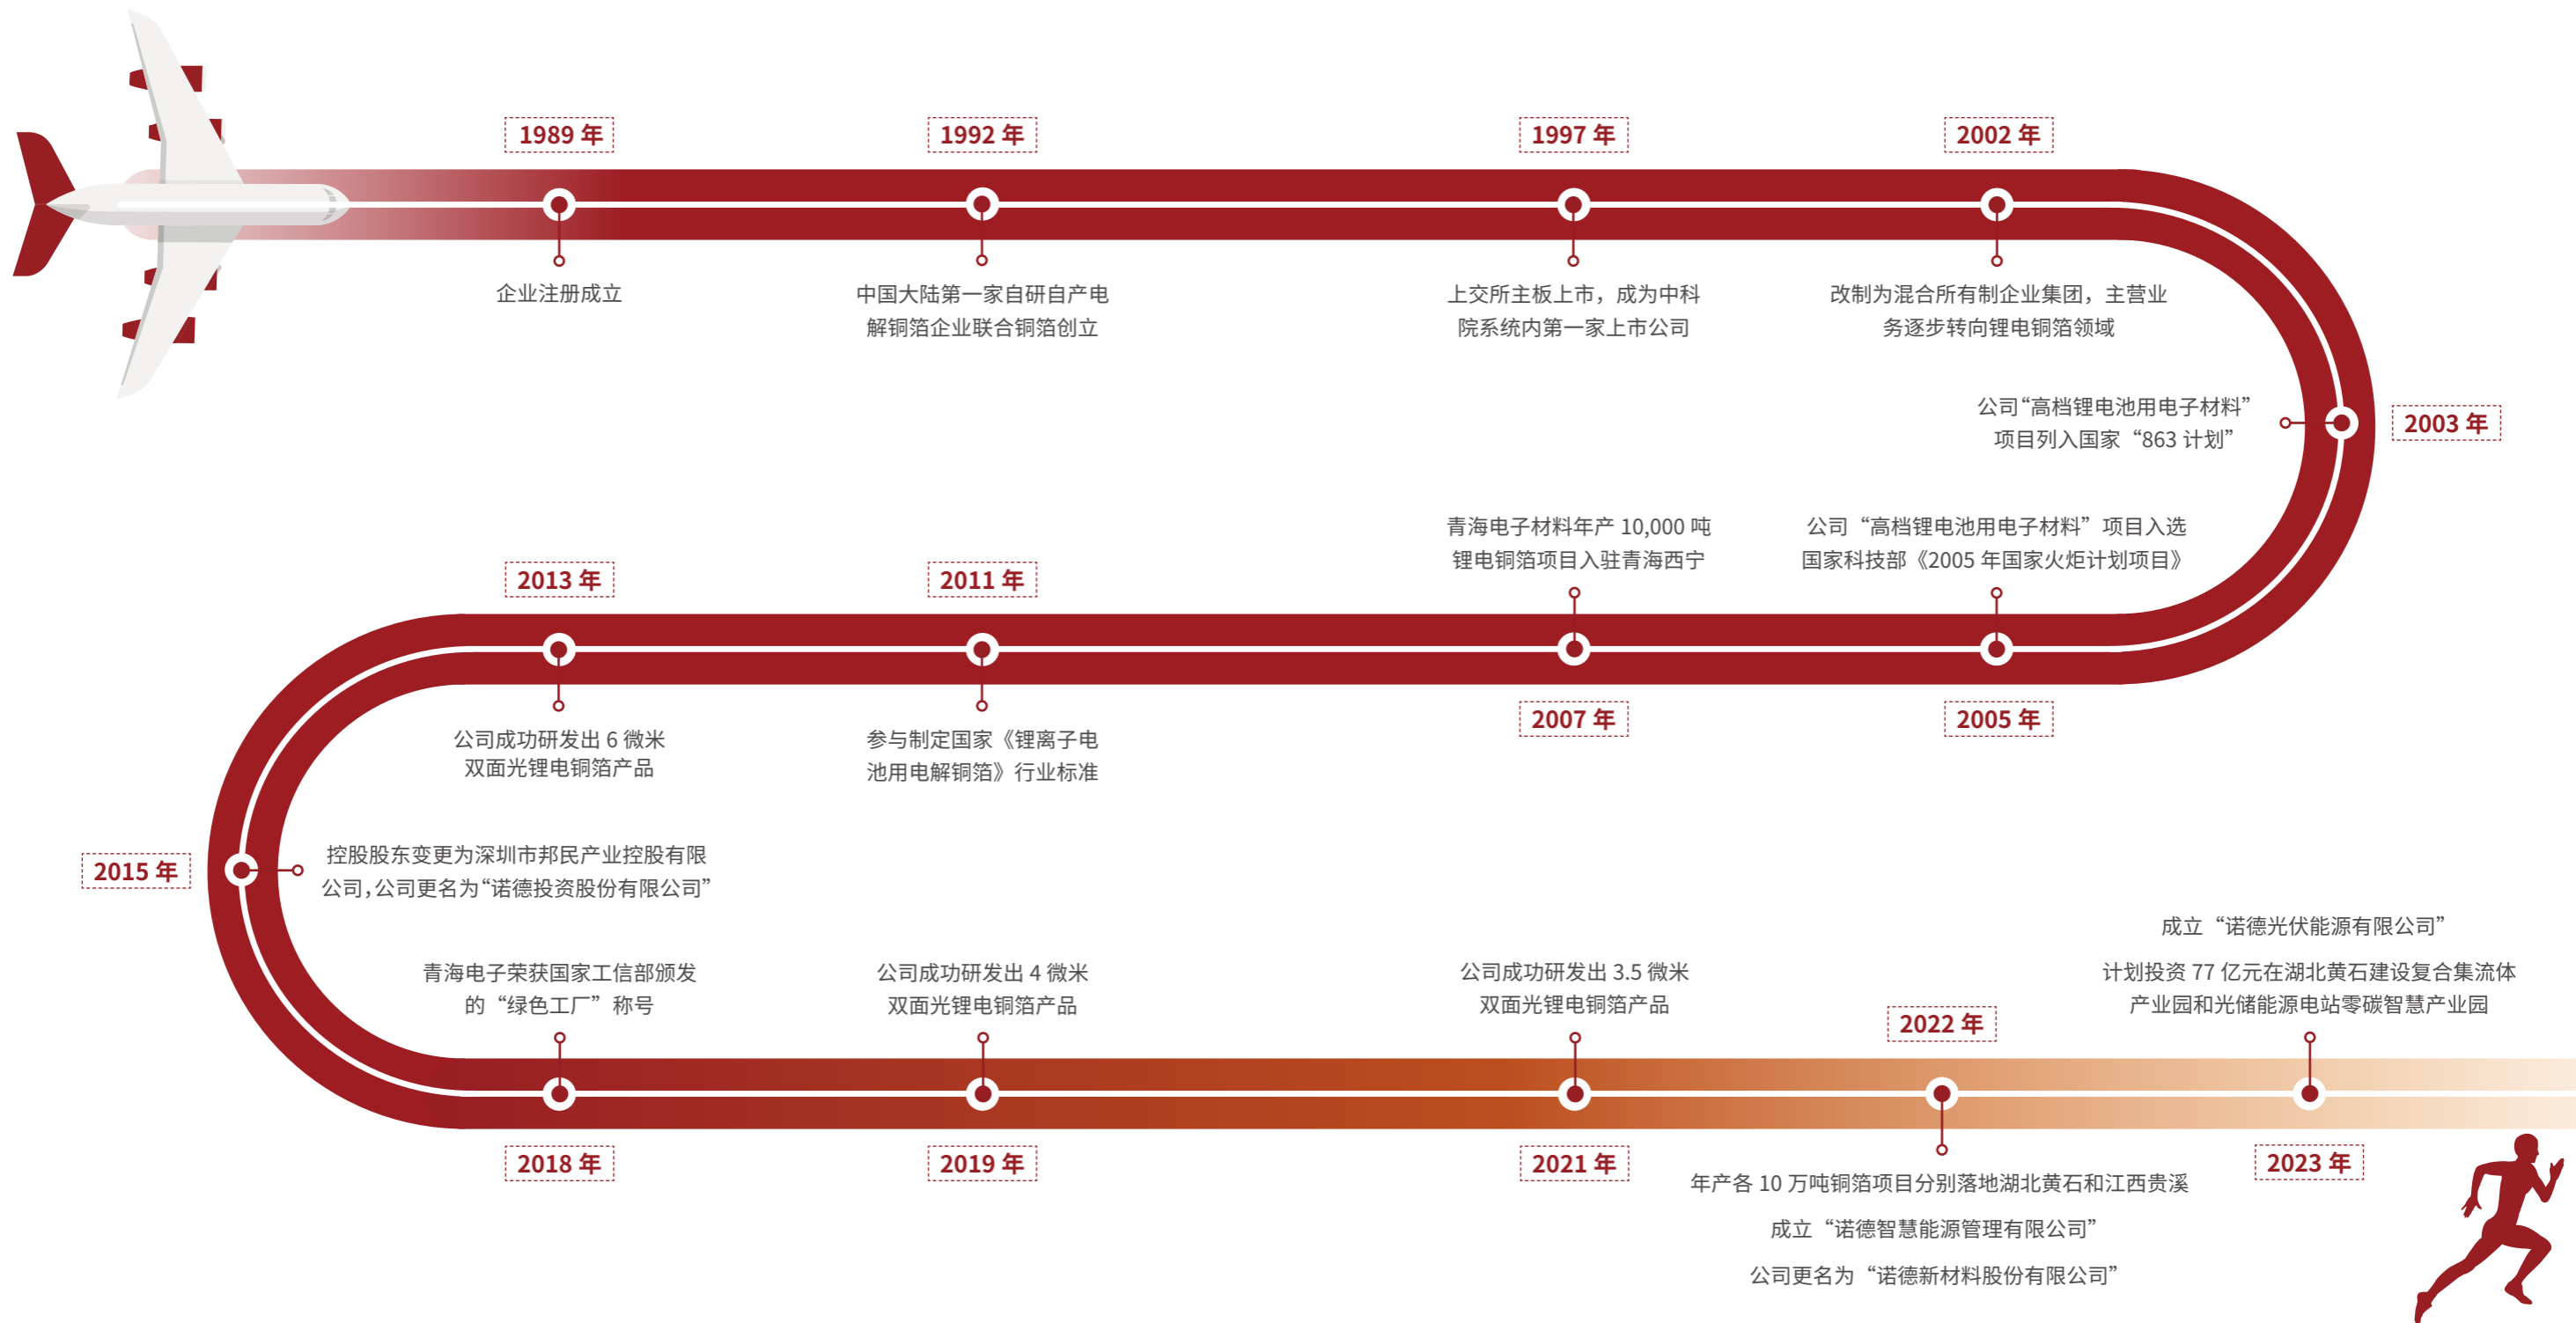 1989 年
企业注册成立
1992 年
中国大陆第一家自研自产电
解铜箔企业联合铜箔创立
1997 年
上交所主板上市，成为中科
院系统内第一家上市公司
2002 年
改制为混合所有制企业集团，主营业
务逐步转向锂电铜箔领域
2003 年
公司“高档锂电池用电子材料”
项目列入国家“863 计划”
2005 年
公司“高档锂电池用电子材料”项目入选
国家科技部《2005 年国家火炬计划项目》
2007 年
青海电子材料年产 10,000 吨
锂电铜箔项目入驻青海西宁
2011 年
参与制定国家《锂离子电
池用电解铜箔》行业标准
2013 年
公司成功研发出 6 微米
双面光锂电铜箔产品
2015 年
控股股东变更为深圳市邦民产业控股有限
公司，公司更名为“诺德投资股份有限公司”
2018 年
青海电子荣获国家工信部颁发
的“绿色工厂”称号
2019 年
公司成功研发出 4 微米
双面光锂电铜箔产品
2021 年
公司成功研发出 3.5 微米
双面光锂电铜箔产品
2022 年
年产各 10 万吨铜箔项目分别落地湖北黄石和江西贵溪
成立“诺德智慧能源管理有限公司”
公司更名为“诺德新材料股份有限公司”
2023 年
成立“诺德光伏能源有限公司”
计划投资 77 亿元在湖北黄石建设复合集流体
产业园和光储能源电站零碳智慧产业园